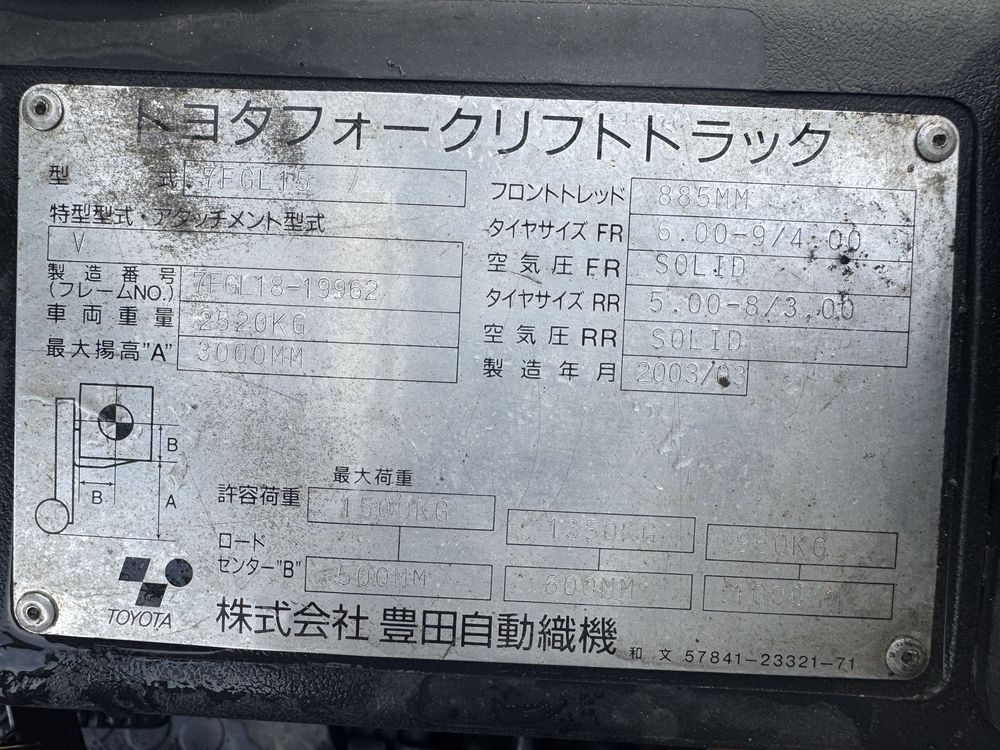 トヨタフォークリフトトラック
型 式 7FGL15
特型型式・アタッチメント型式
V
製造番号 (フレームNO.) 7FGL18-19962
車両重量 2520KG
最大揚高"A" 3000MM
フロントトレッド 885MM
タイヤサイズ FR 6.00-9/4.00
空気圧 FR SOLID
タイヤサイズ RR 5.00-8/3.00
空気圧 RR SOLID
製造年月 2003/03
B
B
A
最大荷重
許容荷重 1500KG 1350KG
ロード
センター"B" 500MM 600MM
TOYOTA
株式会社 豊田自動織機
和文 57841-23321-71